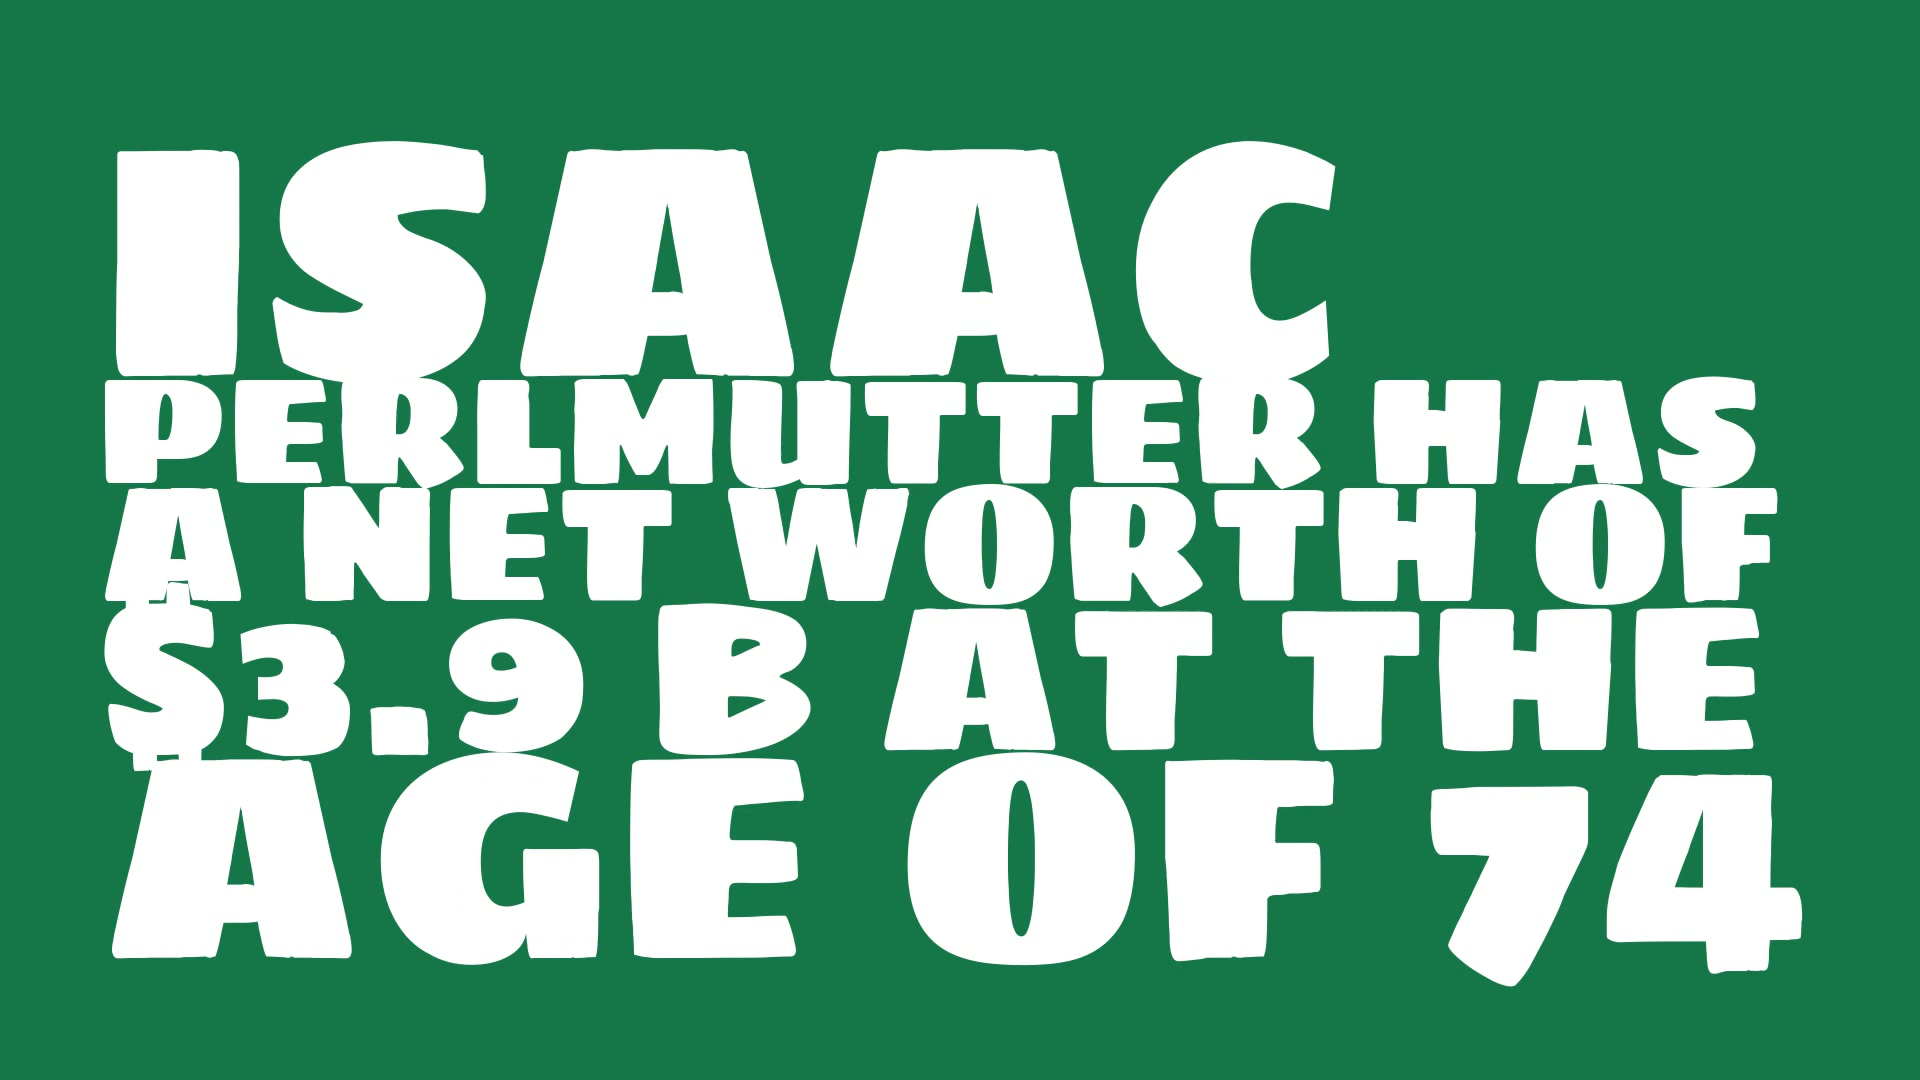 ISAAC
PERLMUTTER HAS
A NET WORTH OF
$3.9 B AT THE
AGE OF 74